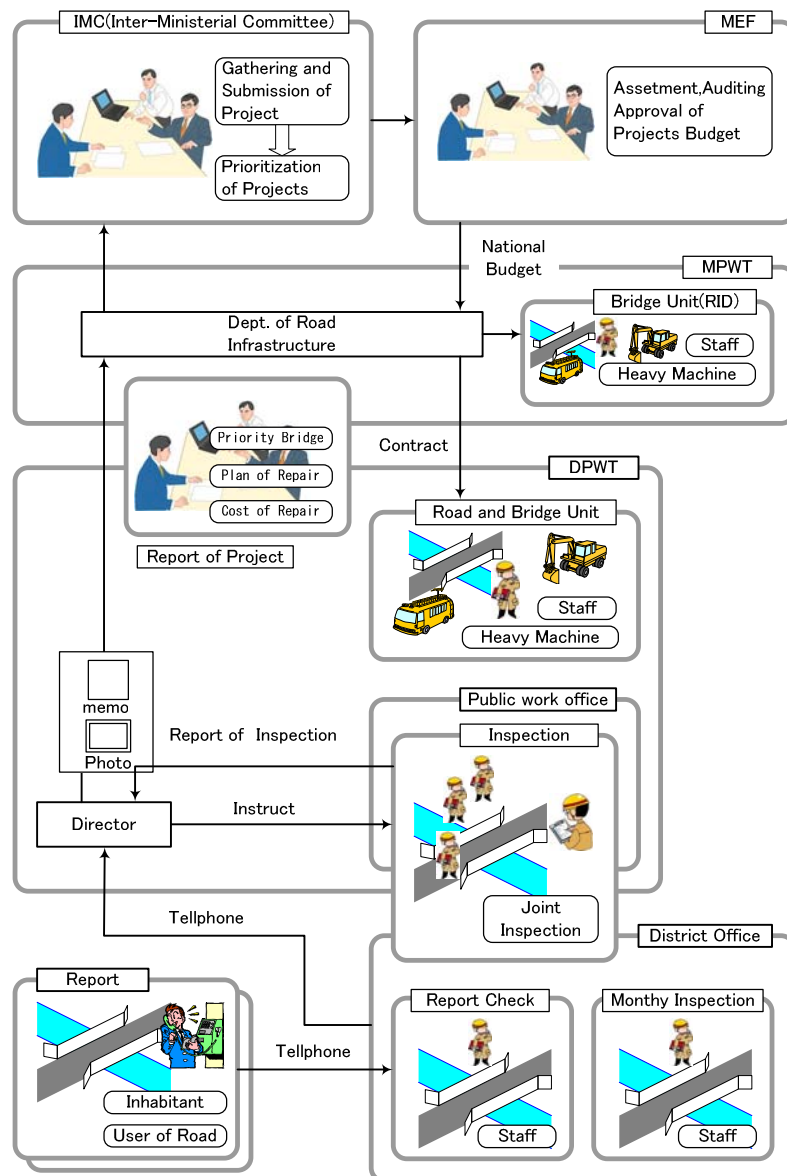 IMC(Inter-Ministerial Committee)
Gathering and
Submission of
Project
Prioritization
of Projects
MEF
Assetment,Auditing
Approval of
Projects Budget
National
Budget
MPWT
Dept. of Road
Infrastructure
Bridge Unit(RID)
Staff
Heavy Machine
Priority Bridge
Plan of Repair
Cost of Repair
Report of Project
Contract
DPWT
Road and Bridge Unit
Staff
Heavy Machine
memo
Photo
Director
Report of Inspection
Instruct
Public work office
Inspection
Joint
Inspection
Tellphone
District Office
Report
Inhabitant
User of Road
Tellphone
Report Check
Staff
Monthy Inspection
Staff